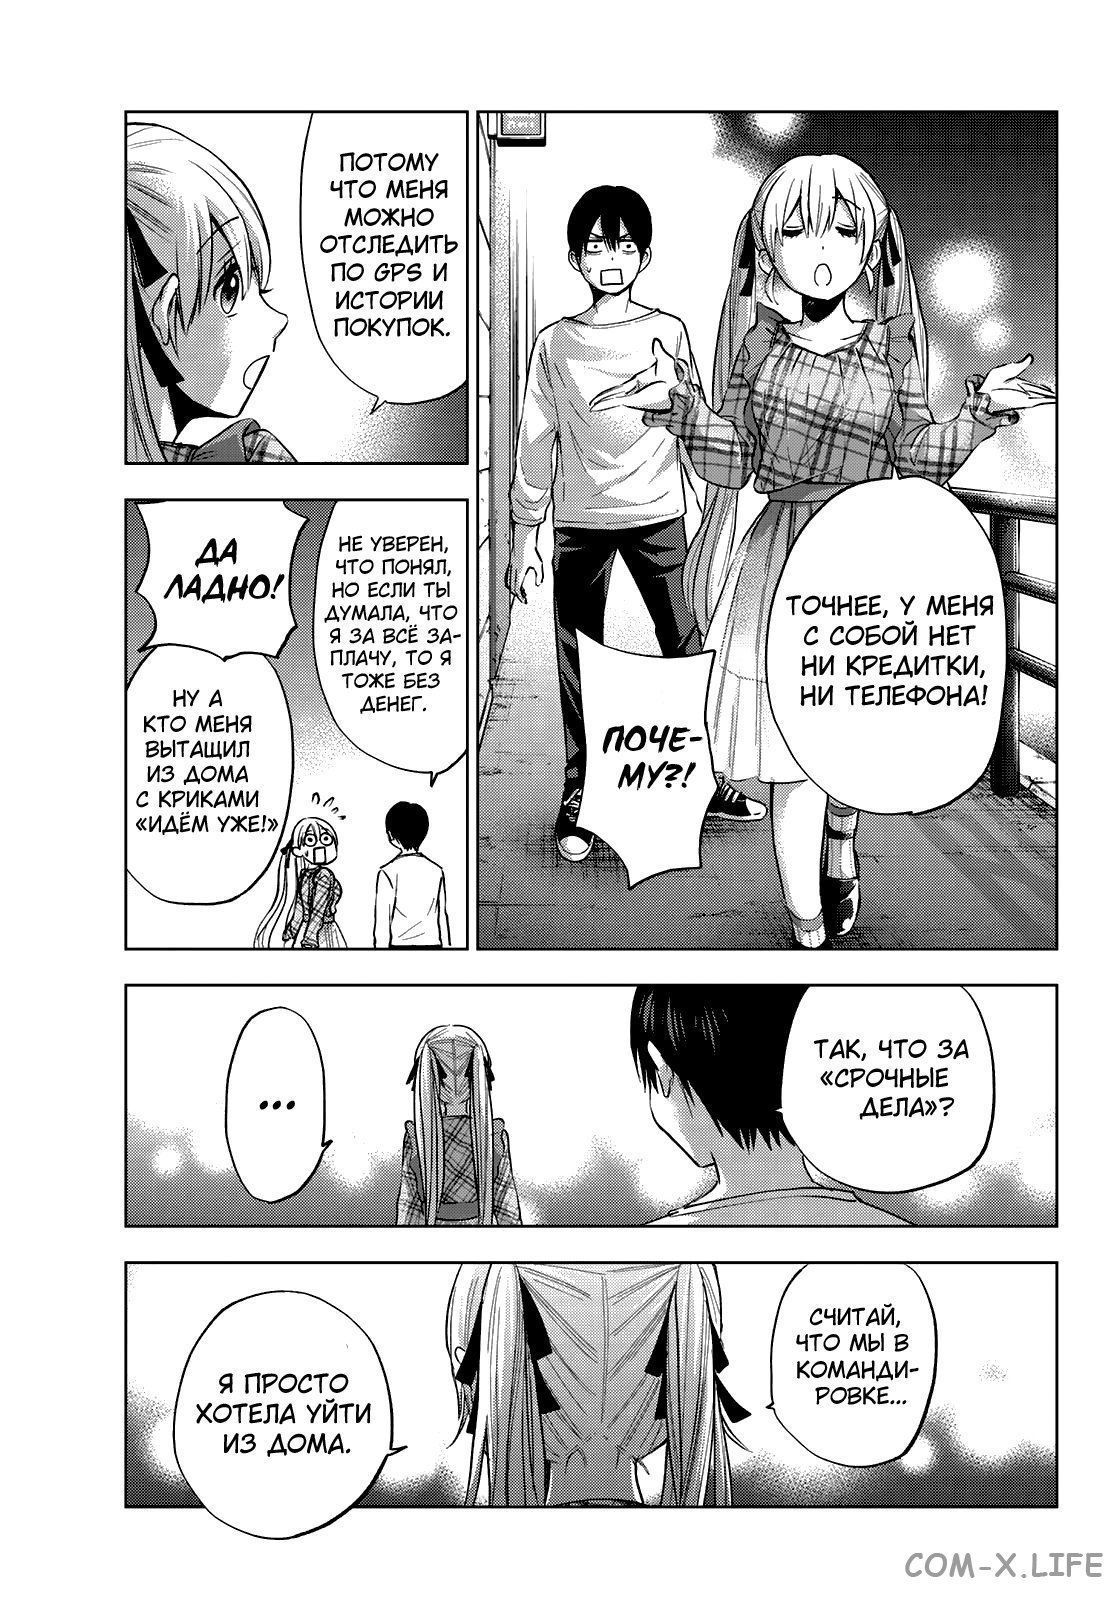 ТОЧНЕЕ, У МЕНЯ
С СОБОЙ НЕТ
НИ КРЕДИТКИ,
НИ ТЕЛЕФОНА!
ПОЧЕ-
МУ?!
ПОТОМУ
ЧТО МЕНЯ
МОЖНО
ОТСЛЕДИТЬ
ПО GPS И
ИСТОРИИ
ПОКУПОК.
НЕ УВЕРЕН,
ЧТО ПОНЯЛ,
НО ЕСЛИ ТЫ
ДУМАЛА, ЧТО
Я ЗА ВСЁ ЗА-
ПЛАЧУ, ТО Я
ТОЖЕ БЕЗ
ДЕНЕГ.
ДА
ЛАДНО!
НУ А
КТО МЕНЯ
ВЫТАЩИЛ
ИЗ ДОМА
С КРИКАМИ
«ИДЁМ УЖЕ!»
ТАК, ЧТО ЗА
«СРОЧНЫЕ
ДЕЛА»?
...
СЧИТАЙ,
ЧТО МЫ В
КОМАНДИ-
РОВКЕ...
Я ПРОСТО
ХОТЕЛА УЙТИ
ИЗ ДОМА.
COM-X.LIFE